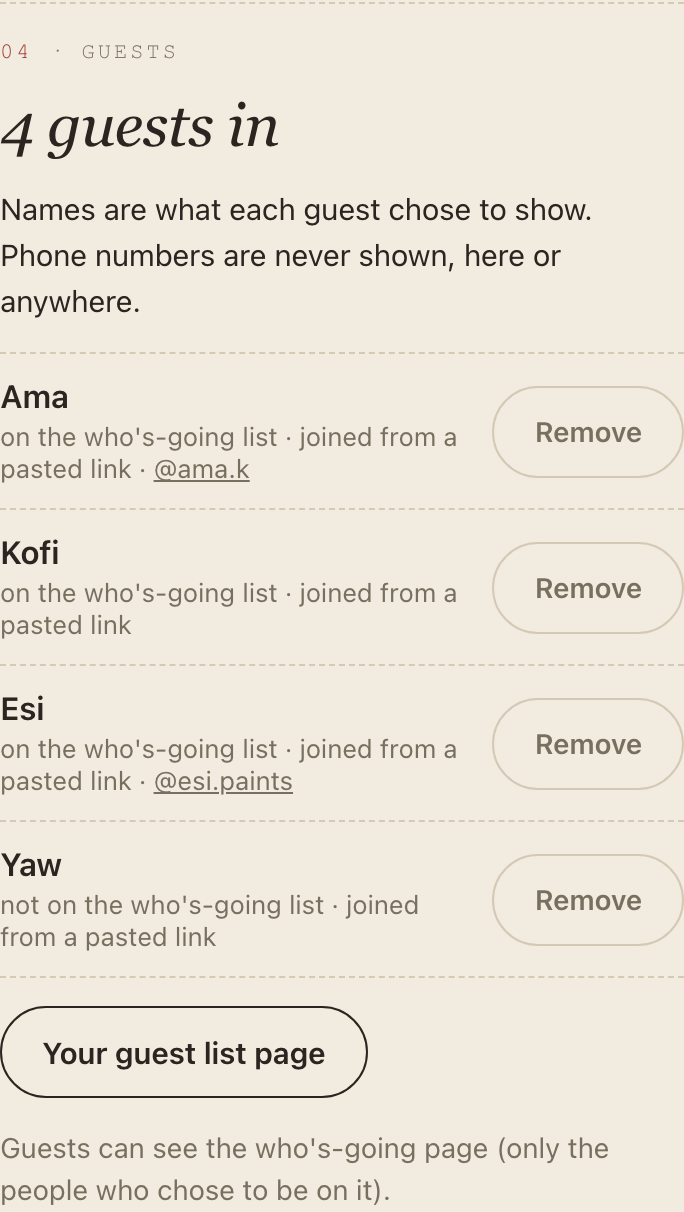 04 · GUESTS
4 guests in
Names are what each guest chose to show.
Phone numbers are never shown, here or
anywhere.
Ama
on the who's-going list · joined from a
pasted link · @ama.k
Remove
Kofi
on the who's-going list · joined from a
pasted link
Remove
Esi
on the who's-going list · joined from a
pasted link · @esi.paints
Remove
Yaw
not on the who's-going list · joined
from a pasted link
Remove
Your guest list page
Guests can see the who's-going page (only the
people who chose to be on it).